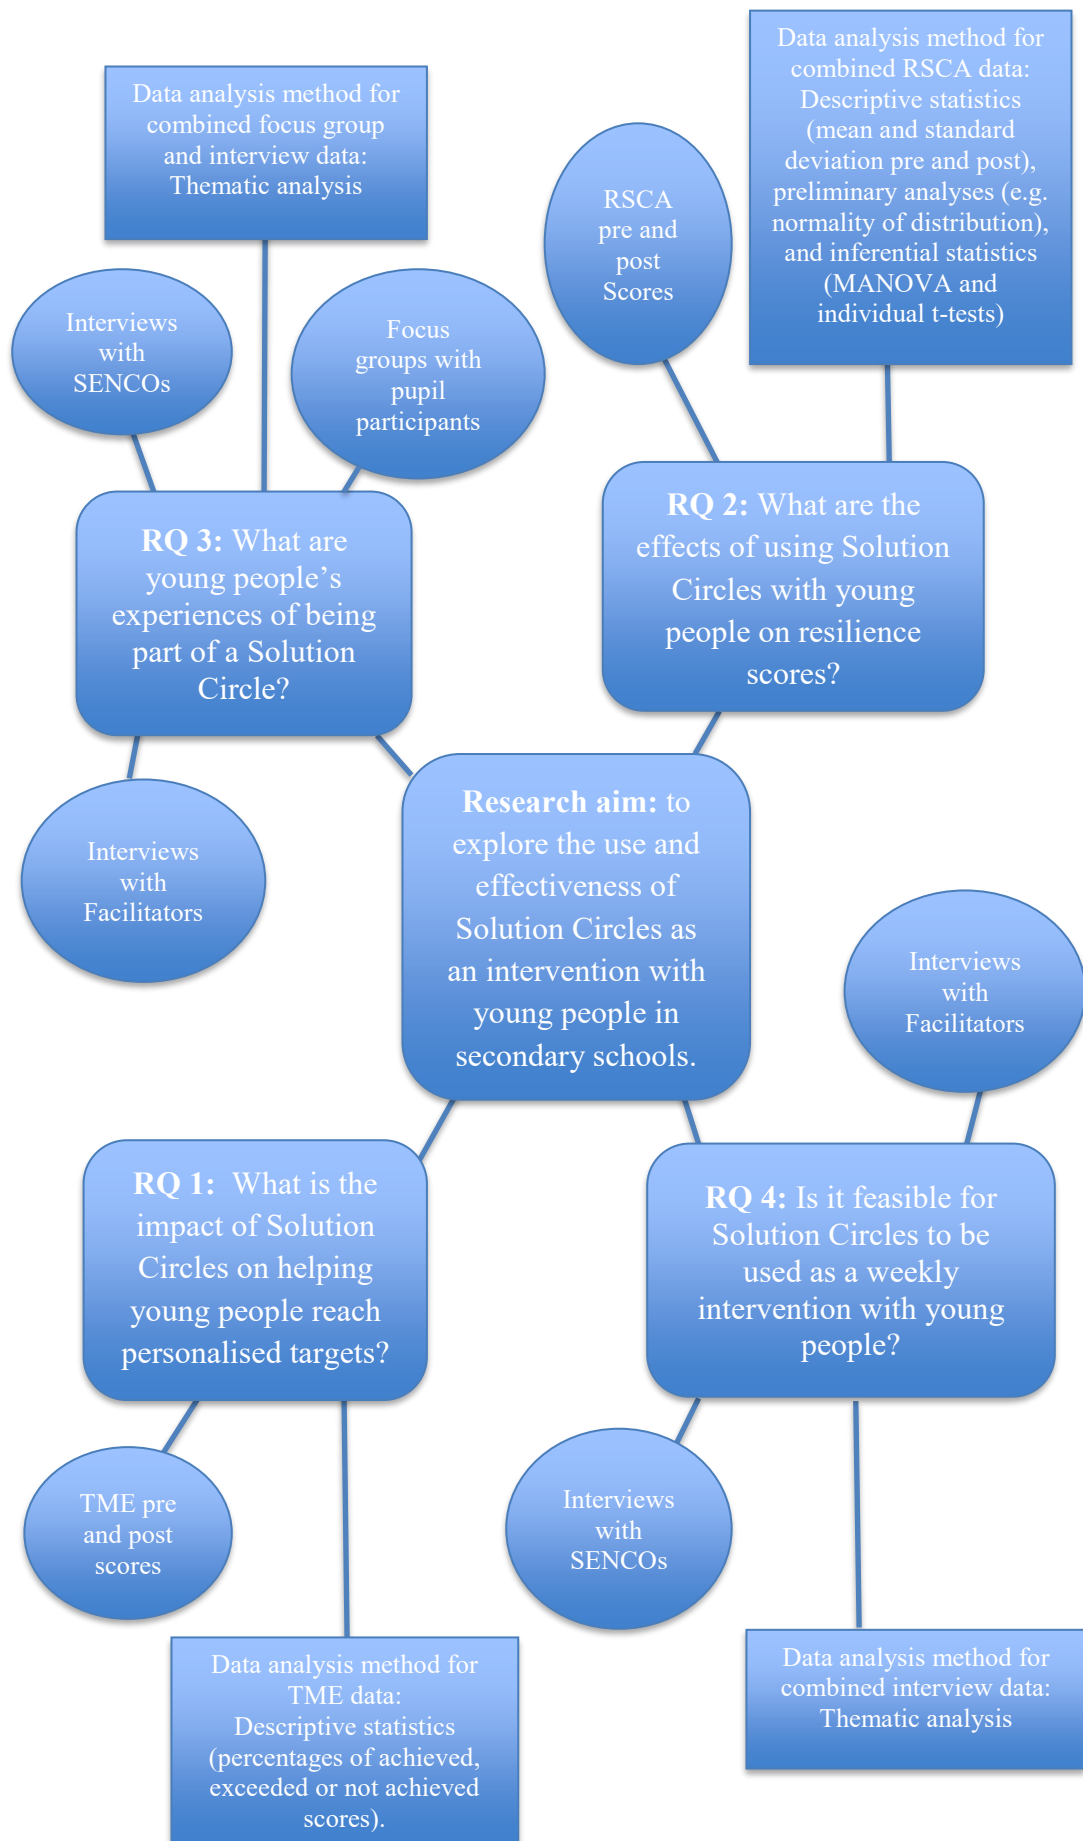 Data analysis method for
combined RSCA data:
Descriptive statistics
(mean and standard
deviation pre and post),
preliminary analyses (e.g.
normality of distribution),
and inferential statistics
(MANOVA and
individual t-tests)
Data analysis method for
combined focus group
and interview data:
Thematic analysis
RSCA
pre and
post
Scores
Interviews
with
SENCOs
Focus
groups with
pupil
participants
RQ 3: What are
young people’s
experiences of being
part of a Solution
Circle?
RQ 2: What are the
effects of using Solution
Circles with young
people on resilience
scores?
Research aim: to
explore the use and
effectiveness of
Solution Circles as
an intervention with
young people in
secondary schools.
Interviews
with
Facilitators
Interviews
with
Facilitators
RQ 1: What is the
impact of Solution
Circles on helping
young people reach
personalised targets?
RQ 4: Is it feasible for
Solution Circles to be
used as a weekly
intervention with young
people?
TME pre
and post
scores
Interviews
with
SENCOs
Data analysis method for
TME data:
Descriptive statistics
(percentages of achieved,
exceeded or not achieved
scores).
Data analysis method for
combined interview data:
Thematic analysis